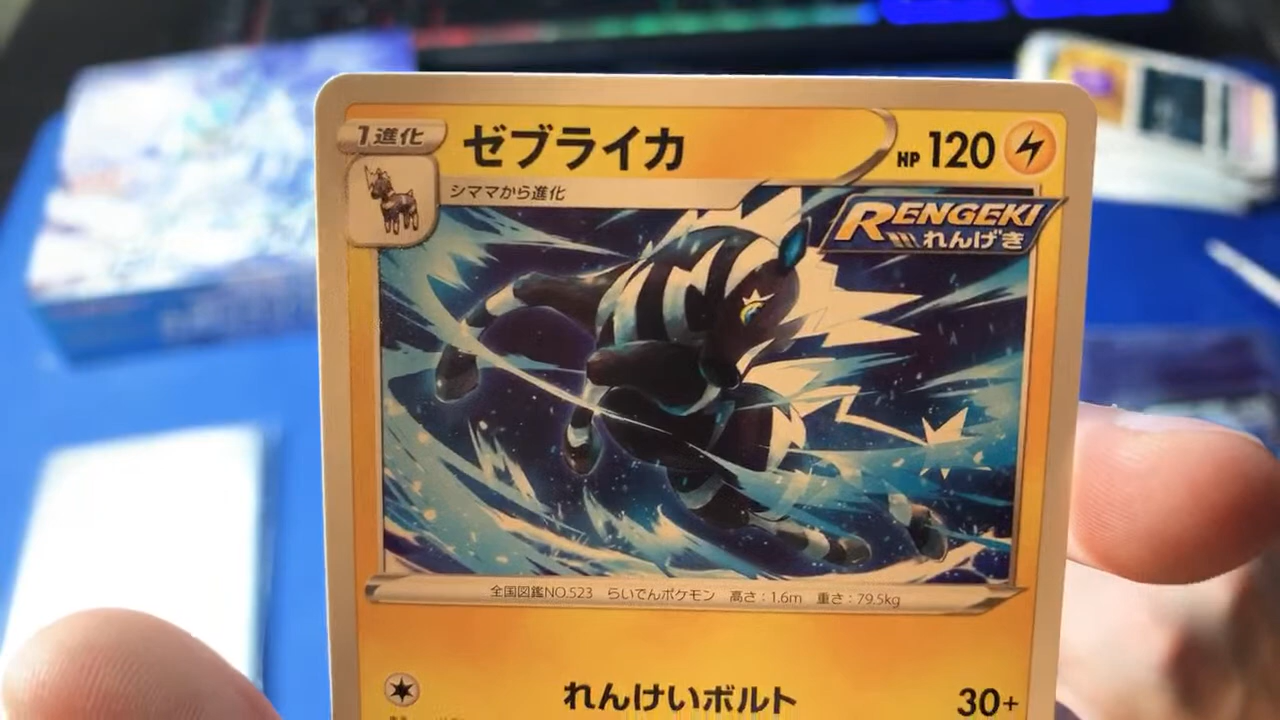 1進化
ゼブライカ
HP 120
シママから進化
RENGEKI
れんげき
全国図鑑NO.523 らいでんポケモン 高さ:1.6m 重さ:79.5kg
れんけいボルト 30+